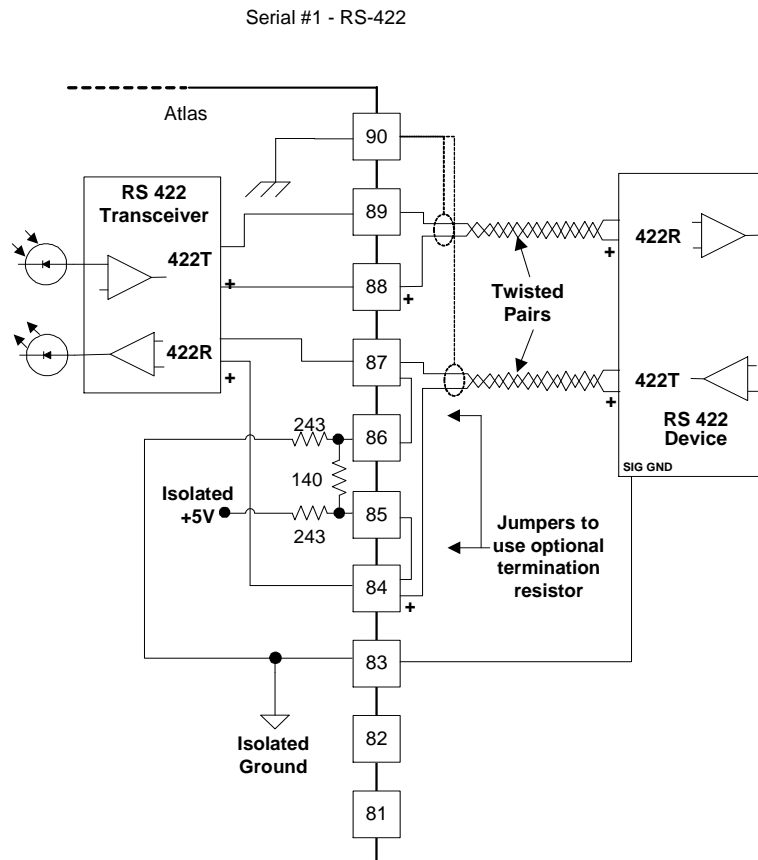 Serial #1 - RS-422
Atlas
90
RS 422
Transceiver
89
422T
422R
+
88
+
+
Twisted
Pairs
87
422R
422T
+
+
RS 422
Device
243
86
SIG GND
140
Isolated
+5V
85
243
Jumpers to
use optional
termination
resistor
84
+
83
82
Isolated
Ground
81